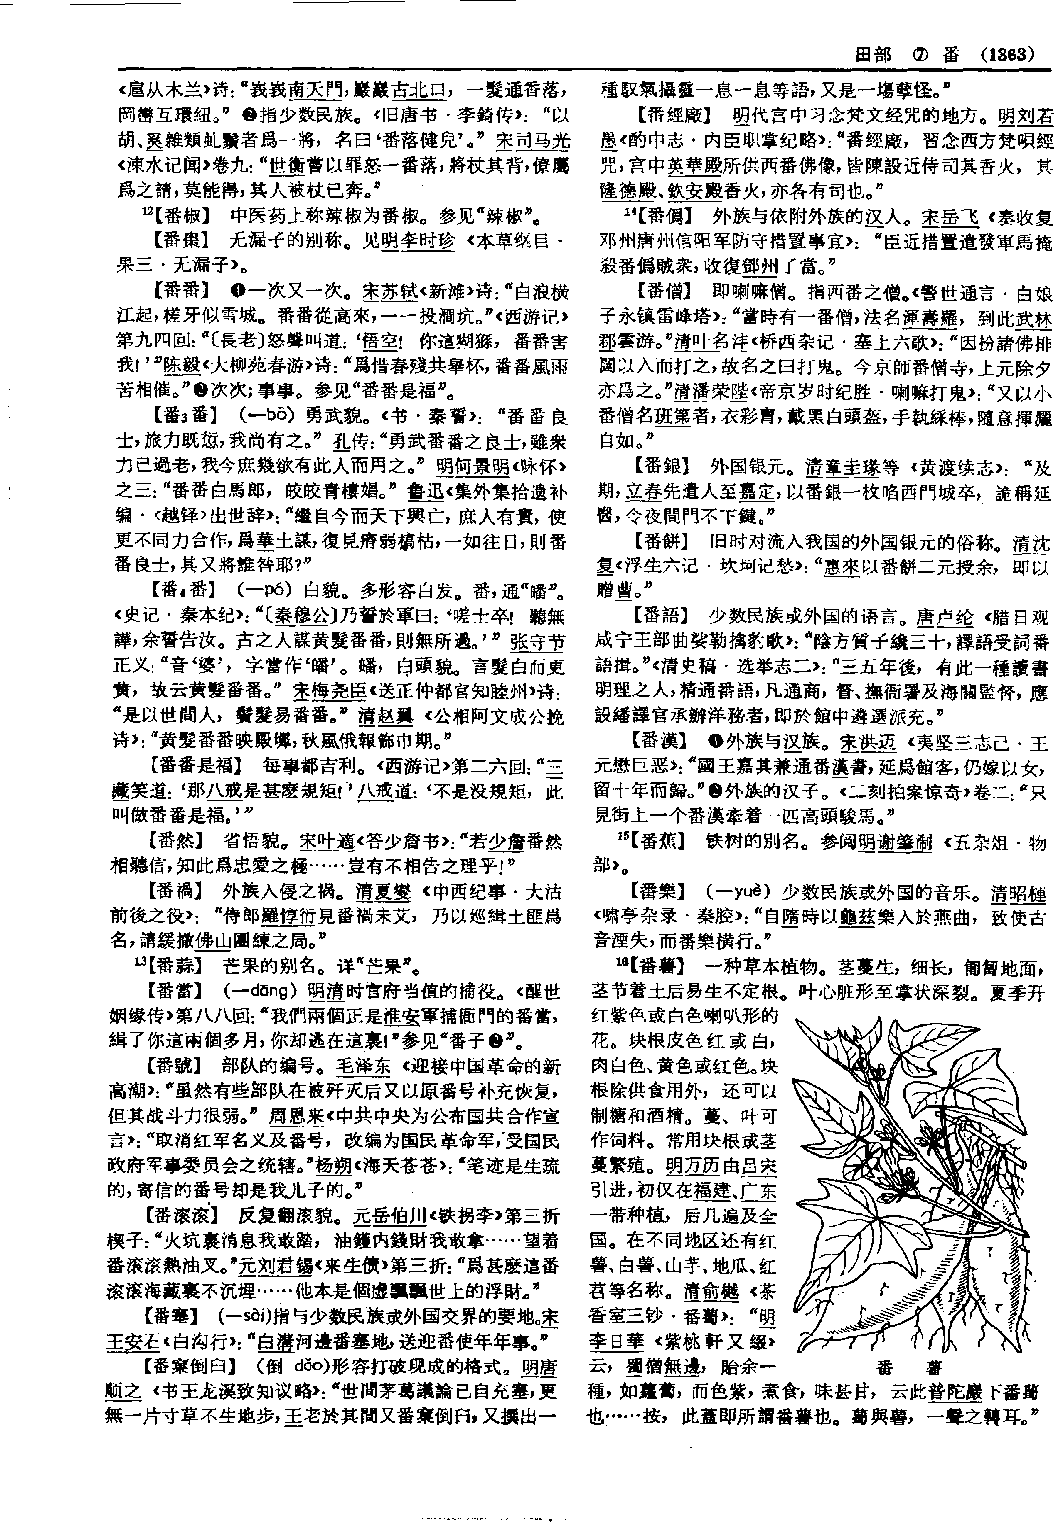 田部 ⑦ 番 (1363)
《扈从木兰》诗：“峩峩南天門，巖巖古北口，一髮通番落，
岡巒互環紐。” ❷指少数民族。《旧唐书·李錡传》：“以
胡、奚雜類虬鬚者爲一將，名曰‘番落健兒’。” 宋司马光
《涑水记闻》卷九：“世衡嘗以罪怒一番落，將杖其背，僚屬
爲之請，莫能得；其人被杖已奔。”
¹²【番椒】 中医药上称辣椒为番椒。参见“辣椒”。
【番棗】 无漏子的别称。见明李时珍《本草纲目·
果三·无漏子》。
【番番】 ❶一次又一次。宋苏轼《新滩》诗：“白浪橫
江起，槎牙似雪城。番番從高來，一一投澗坑。”《西游记》
第九四回：“〔長老〕怒聲叫道：‘悟空！你這猢猻，番番害
我！’”陈毅《大柳苑春游》诗：“爲惜春殘共舉杯，番番風雨
苦相催。”❷次次；事事。参见“番番是福”。
【番₃番】 (—bō) 勇武貌。《书·秦誓》：“番番良
士，旅力既愆，我尚有之。” 孔传：“勇武番番之良士，雖衆
力已過老，我今庶幾欲有此人而用之。” 明何景明《咏怀》
之三：“番番白馬郎，皎皎青樓娼。” 鲁迅《集外集拾遗补
编·〈越铎〉出世辞》：“繼自今而天下興亡，庶人有責，使
更不同力合作，爲華土謀，復見瘠弱槁枯，一如往日，則番
番良士，其又將誰咎耶？”
【番₄番】 (—pó) 白貌。多形容白发。番，通“皤”。
《史记·秦本纪》：“〔秦穆公〕乃誓於軍曰：‘嗟士卒！聽無
譁，余誓告汝。古之人謀黃髮番番，則無所過。’” 张守节
正义：“音‘婆’，字當作‘皤’。皤，白頭貌。言髮白而更
黃，故云黃髮番番。” 宋梅尧臣《送正仲都官知睦州》诗：
“是以世間人，鬢髮易番番。” 清赵翼《公相阿文成公挽
诗》：“黃髮番番映殿墀，秋風俄報飾巾期。”
【番番是福】 每事都吉利。《西游记》第二六回：“三
藏笑道：‘那八戒是甚麽規矩！’八戒道：‘不是没規矩，此
叫做番番是福。’”
【番然】 省悟貌。宋叶適《答少詹书》：“若少詹番然
相聽信，知此爲忠愛之極……豈有不相告之理乎！”
【番禍】 外族入侵之祸。清夏燮《中西纪事·大沽
前後之役》：“侍郎羅惇衍見番禍未艾，乃以巡緝土匪爲
名，請緩撤佛山團練之局。”
¹³【番蒜】 芒果的别名。详“芒果”。
【番當】 (—dāng) 明清时官府当值的捕役。《醒世
姻缘传》第八八回：“我們兩個正是淮安軍捕衙門的番當，
緝了你這兩個多月，你却逃在這裏！”参见“番子❷”。
【番號】 部队的编号。毛泽东《迎接中国革命的新
高潮》：“虽然有些部队在被歼灭后又以原番号补充恢复，
但其战斗力很弱。” 周恩来《中共中央为公布国共合作宣
言》：“取消红军名义及番号，改编为国民革命军，受国民
政府军事委员会之统辖。”杨朔《海天苍苍》：“笔迹是生疏
的，寄信的番号却是我儿子的。”
【番滚滚】 反复翻滚貌。元岳伯川《铁拐李》第三折
楔子：“火坑裏消息我敢踏，油鑊内錢財我敢拿……望着
番滚滚熱油叉。”元刘君锡《来生债》第三折：“爲甚麽這番
滚滚海藏裏不沉埋……他本是個虚飄飄世上的浮財。”
【番塞】 (—sài)指与少数民族或外国交界的要地。宋
王安石《白沟行》：“白溝河邊番塞地，送迎番使年年事。”
【番窠倒臼】 (倒 dǎo)形容打破现成的格式。明唐
顺之《书王龙溪致知议略》：“世間茅葛議論已自充塞，更
無一片寸草不生地步，王老於其間又番窠倒臼，又撰出一
種馭氣攝靈一息一息等語，又是一場孽怪。”
【番經廠】 明代宫中习念梵文经咒的地方。明刘若
愚《酌中志·内臣职掌纪略》：“番經廠，習念西方梵唄經
咒，宫中英華殿所供西番佛像，皆陳設近侍司其香火，其
隆德殿、欽安殿香火，亦各有司也。”
¹⁴【番僞】 外族与依附外族的汉人。宋岳飞《奏收复
邓州唐州信阳军防守措置事宜》：“臣近措置遣發軍馬掩
殺番僞賊衆，收復鄧州了當。”
【番僧】 即喇嘛僧。指西番之僧。《警世通言·白娘
子永镇雷峰塔》：“當時有一番僧，法名渾壽羅，到此武林
郡雲游。”清叶名沣《桥西杂记·塞上六歌》：“因扮諸佛排
闥以入而打之，故名之曰打鬼。今京師番僧寺，上元除夕
亦爲之。”清潘荣陛《帝京岁时纪胜·喇嘛打鬼》：“又以小
番僧名班第者，衣彩胄，戴黑白頭盔，手執綵棒，隨意揮灑
自如。”
【番銀】 外国银元。清章圭瑑等《黄渡续志》：“及
期，立春先遣人至嘉定，以番銀一枚啗西門城卒，詭稱延
醫，令夜間門不下鍵。”
【番餅】 旧时对流入我国的外国银元的俗称。清沈
复《浮生六记·坎坷记愁》：“惠來以番餅二元授余，即以
贈曹。”
【番語】 少数民族或外国的语言。唐卢纶《腊日观
咸宁王部曲娑勒擒豹歌》：“陰方質子纔三十，譯語受詞番
語揖。”《清史稿·选举志二》：“三五年後，有此一種讀書
明理之人，精通番語，凡通商，督、撫衙署及海關監督，應
設繙譯官承辦洋務者，即於館中遴選派充。”
【番漢】 ❶外族与汉族。宋洪迈《夷坚三志己·王
元懋巨恶》：“國王嘉其兼通番漢書，延爲館客，仍嫁以女，
留十年而歸。”❷外族的汉子。《二刻拍案惊奇》卷二：“只
見街上一个番漢牽着一匹高頭駿馬。”
¹⁵【番蕉】 铁树的别名。参阅明谢肇淛《五杂俎·物
部》。
【番樂】 (—yuè) 少数民族或外国的音乐。清昭槤
《啸亭杂录·秦腔》：“自隋時以龜兹樂入於燕曲，致使古
音湮失，而番樂橫行。”
¹⁶【番薯】 一种草本植物。茎蔓生，细长，匍匐地面，
茎节着土后易生不定根。叶心脏形至掌状深裂。夏季开
红紫色或白色喇叭形的
花。块根皮色红或白，
肉白色、黄色或红色。块
根除供食用外，还可以
制糖和酒精。蔓、叶可
作饲料。常用块根或茎
蔓繁殖。明万历由吕宋
引进，初仅在福建、广东
一带种植，后几遍及全
国。在不同地区还有红
薯、白薯、山芋、地瓜、红
苕等名称。清俞樾《茶
香室三钞·番薯》：“明
李日華《紫桃軒又綴》
云，蜀僧無邊，貽余一
種，如蘿蔔，而色紫，煮食，味甚甘，云此普陀巖下番蔔
也……按，此蓋即所謂番薯也。蔔與薯，一聲之轉耳。”
番 薯